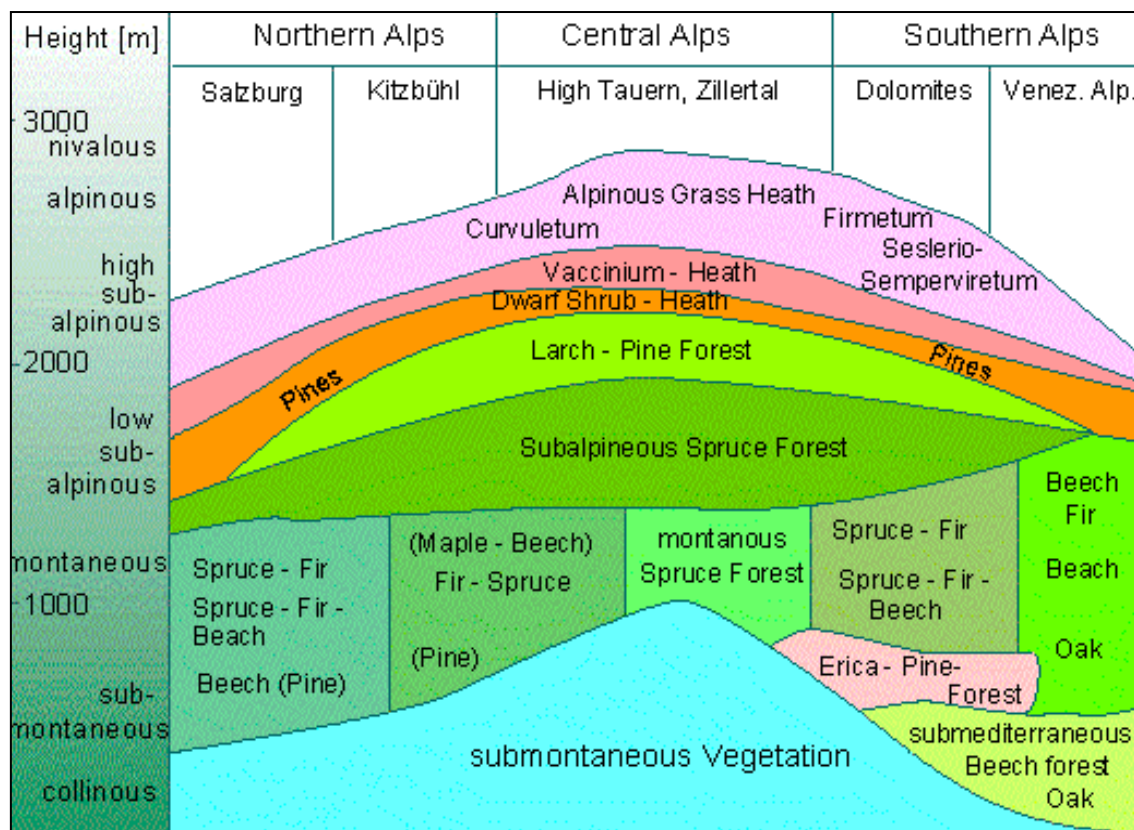 Height [m]
Northern Alps
Central Alps
Southern Alps
Salzburg
Kitzbühl
High Tauern, Zillertal
Dolomites
Venez. Alp.
3000
nivalous
alpinous
high
sub-
alpinous
2000
low
sub-
alpinous
montaneous
1000
sub-
montaneous
collinous
Alpinous Grass Heath
Curvuletum
Firmetum
Seslerio-
Semperviretum
Vaccinium - Heath
Dwarf Shrub - Heath
Pines
Larch - Pine Forest
Pines
Subalpineous Spruce Forest
Spruce - Fir
Spruce - Fir -
Beach
Beech (Pine)
(Maple - Beech)
Fir - Spruce
(Pine)
montanous
Spruce Forest
Spruce - Fir
Spruce - Fir -
Beech
Erica - Pine-
Forest
Beech
Fir
Beach
Oak
submontaneous Vegetation
submediterraneous
Beech forest
Oak